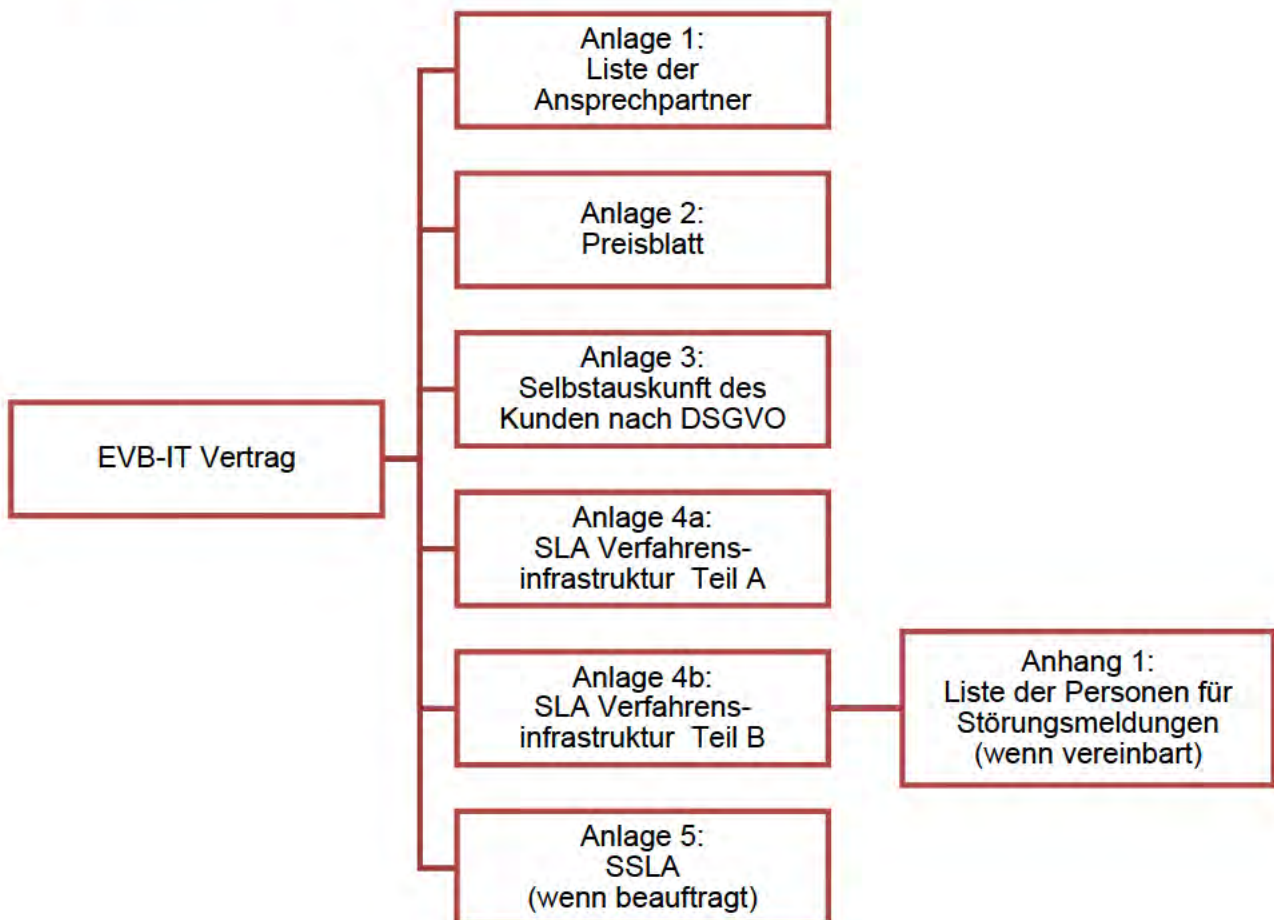 Anlage 1:
Liste der
Ansprechpartner
Anlage 2:
Preisblatt
Anlage 3:
Selbstauskunft des
Kunden nach DSGVO
EVB-IT Vertrag
Anlage 4a:
SLA Verfahrens-
infrastruktur Teil A
Anlage 4b:
SLA Verfahrens-
infrastruktur Teil B
Anhang 1:
Liste der Personen für
Störungsmeldungen
(wenn vereinbart)
Anlage 5:
SSLA
(wenn beauftragt)